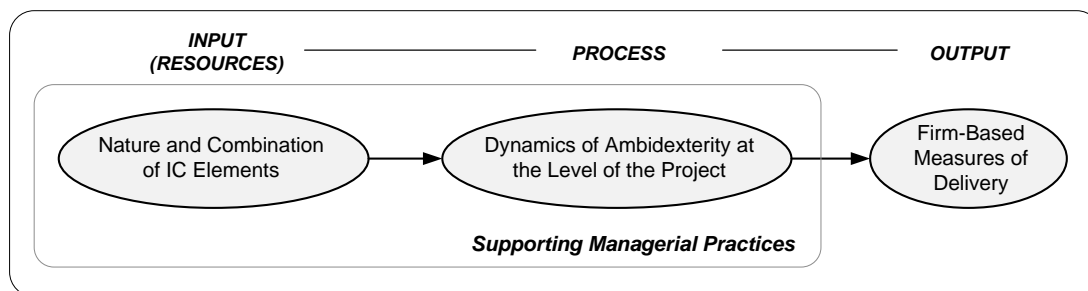 INPUT
(RESOURCES)
PROCESS
OUTPUT
Nature and Combination
of IC Elements
Dynamics of Ambidexterity at
the Level of the Project
Firm-Based
Measures of
Delivery
Supporting Managerial Practices